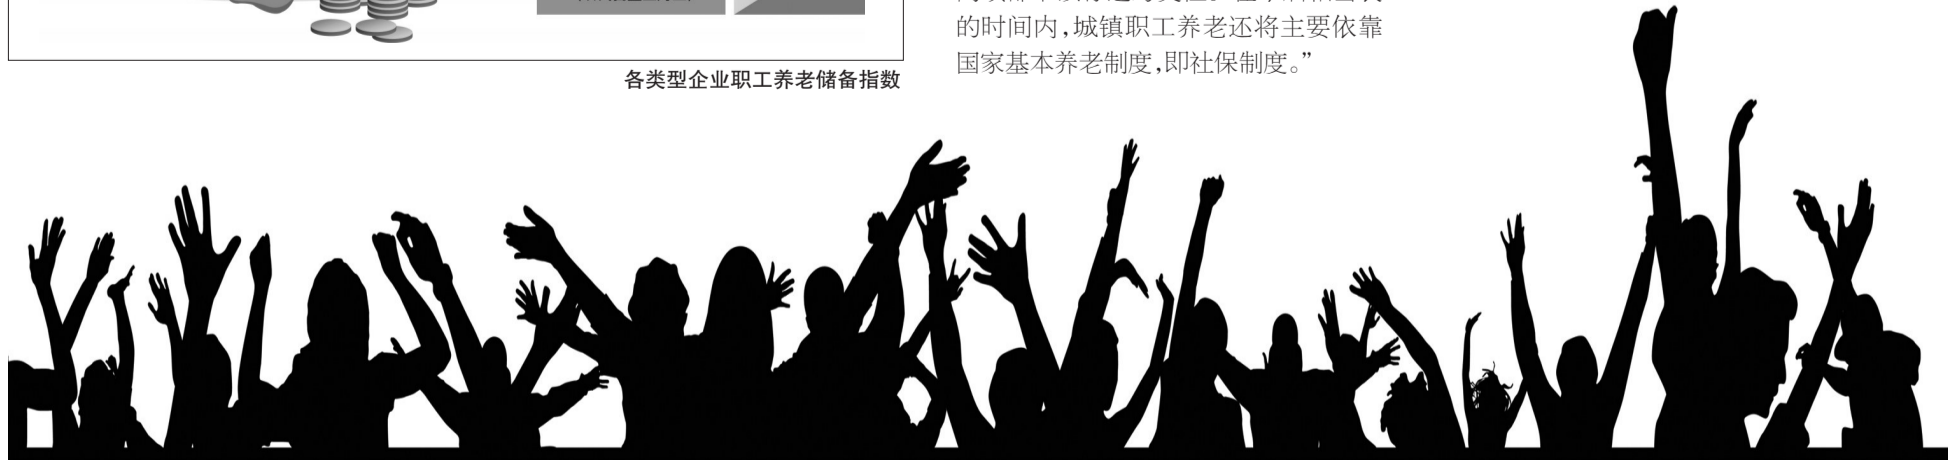 各类型企业职工养老储备指数
的时间内,城镇职工养老还将主要依靠
国家基本养老制度,即社保制度。”